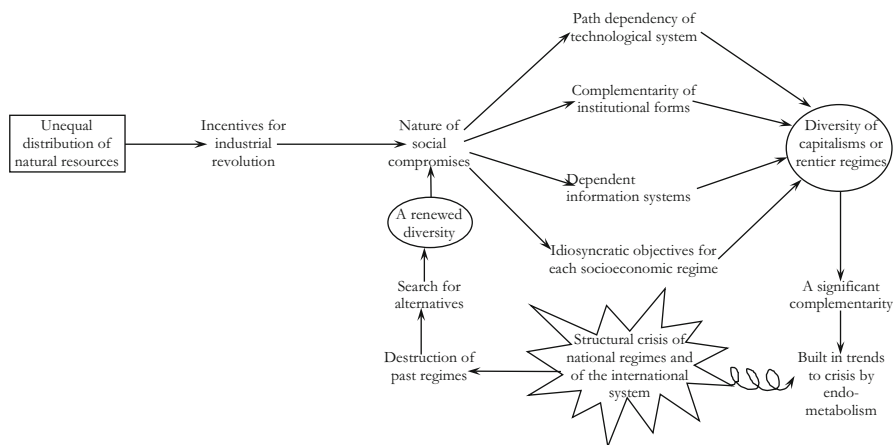 Path dependency of
technological system
Complementarity of
institutional forms
Unequal
distribution of
natural resources
Incentives for
industrial
revolution
Nature of
social
compromises
Diversity of
capitalisms or
rentier regimes
Dependent
information systems
A renewed
diversity
Idiosyncratic objectives for
each socioeconomic regime
Search for
alternatives
A significant
complementarity
Destruction of
past regimes
Structural crisis of
national regimes and
of the international
system
Built in trends
to crisis by
endo-
metabolism